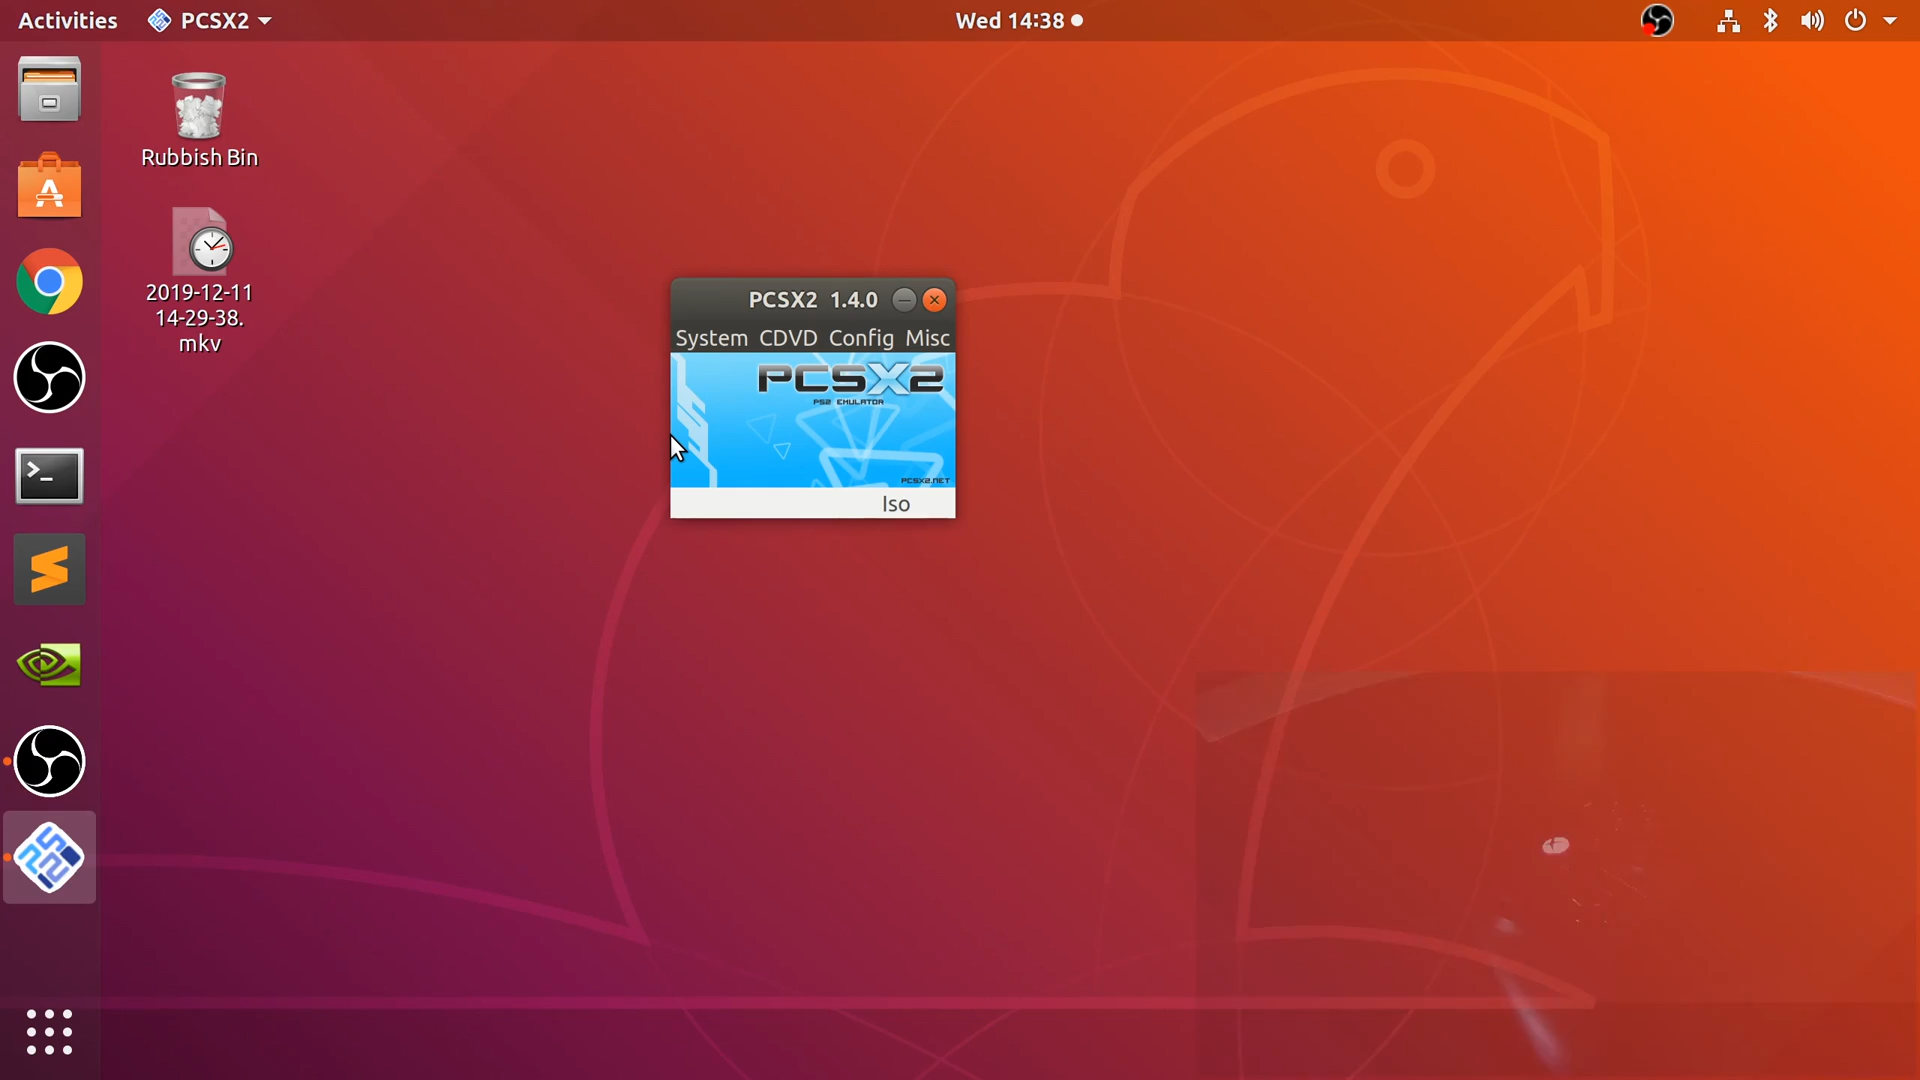 Activities PCSX2 Wed 14:38
Rubbish Bin
2019-12-11
14-29-38.
mkv
PCSX2 1.4.0
System CDVD Config Misc
PCSX2
PS2 EMULATOR
PCSX2.NET
Iso